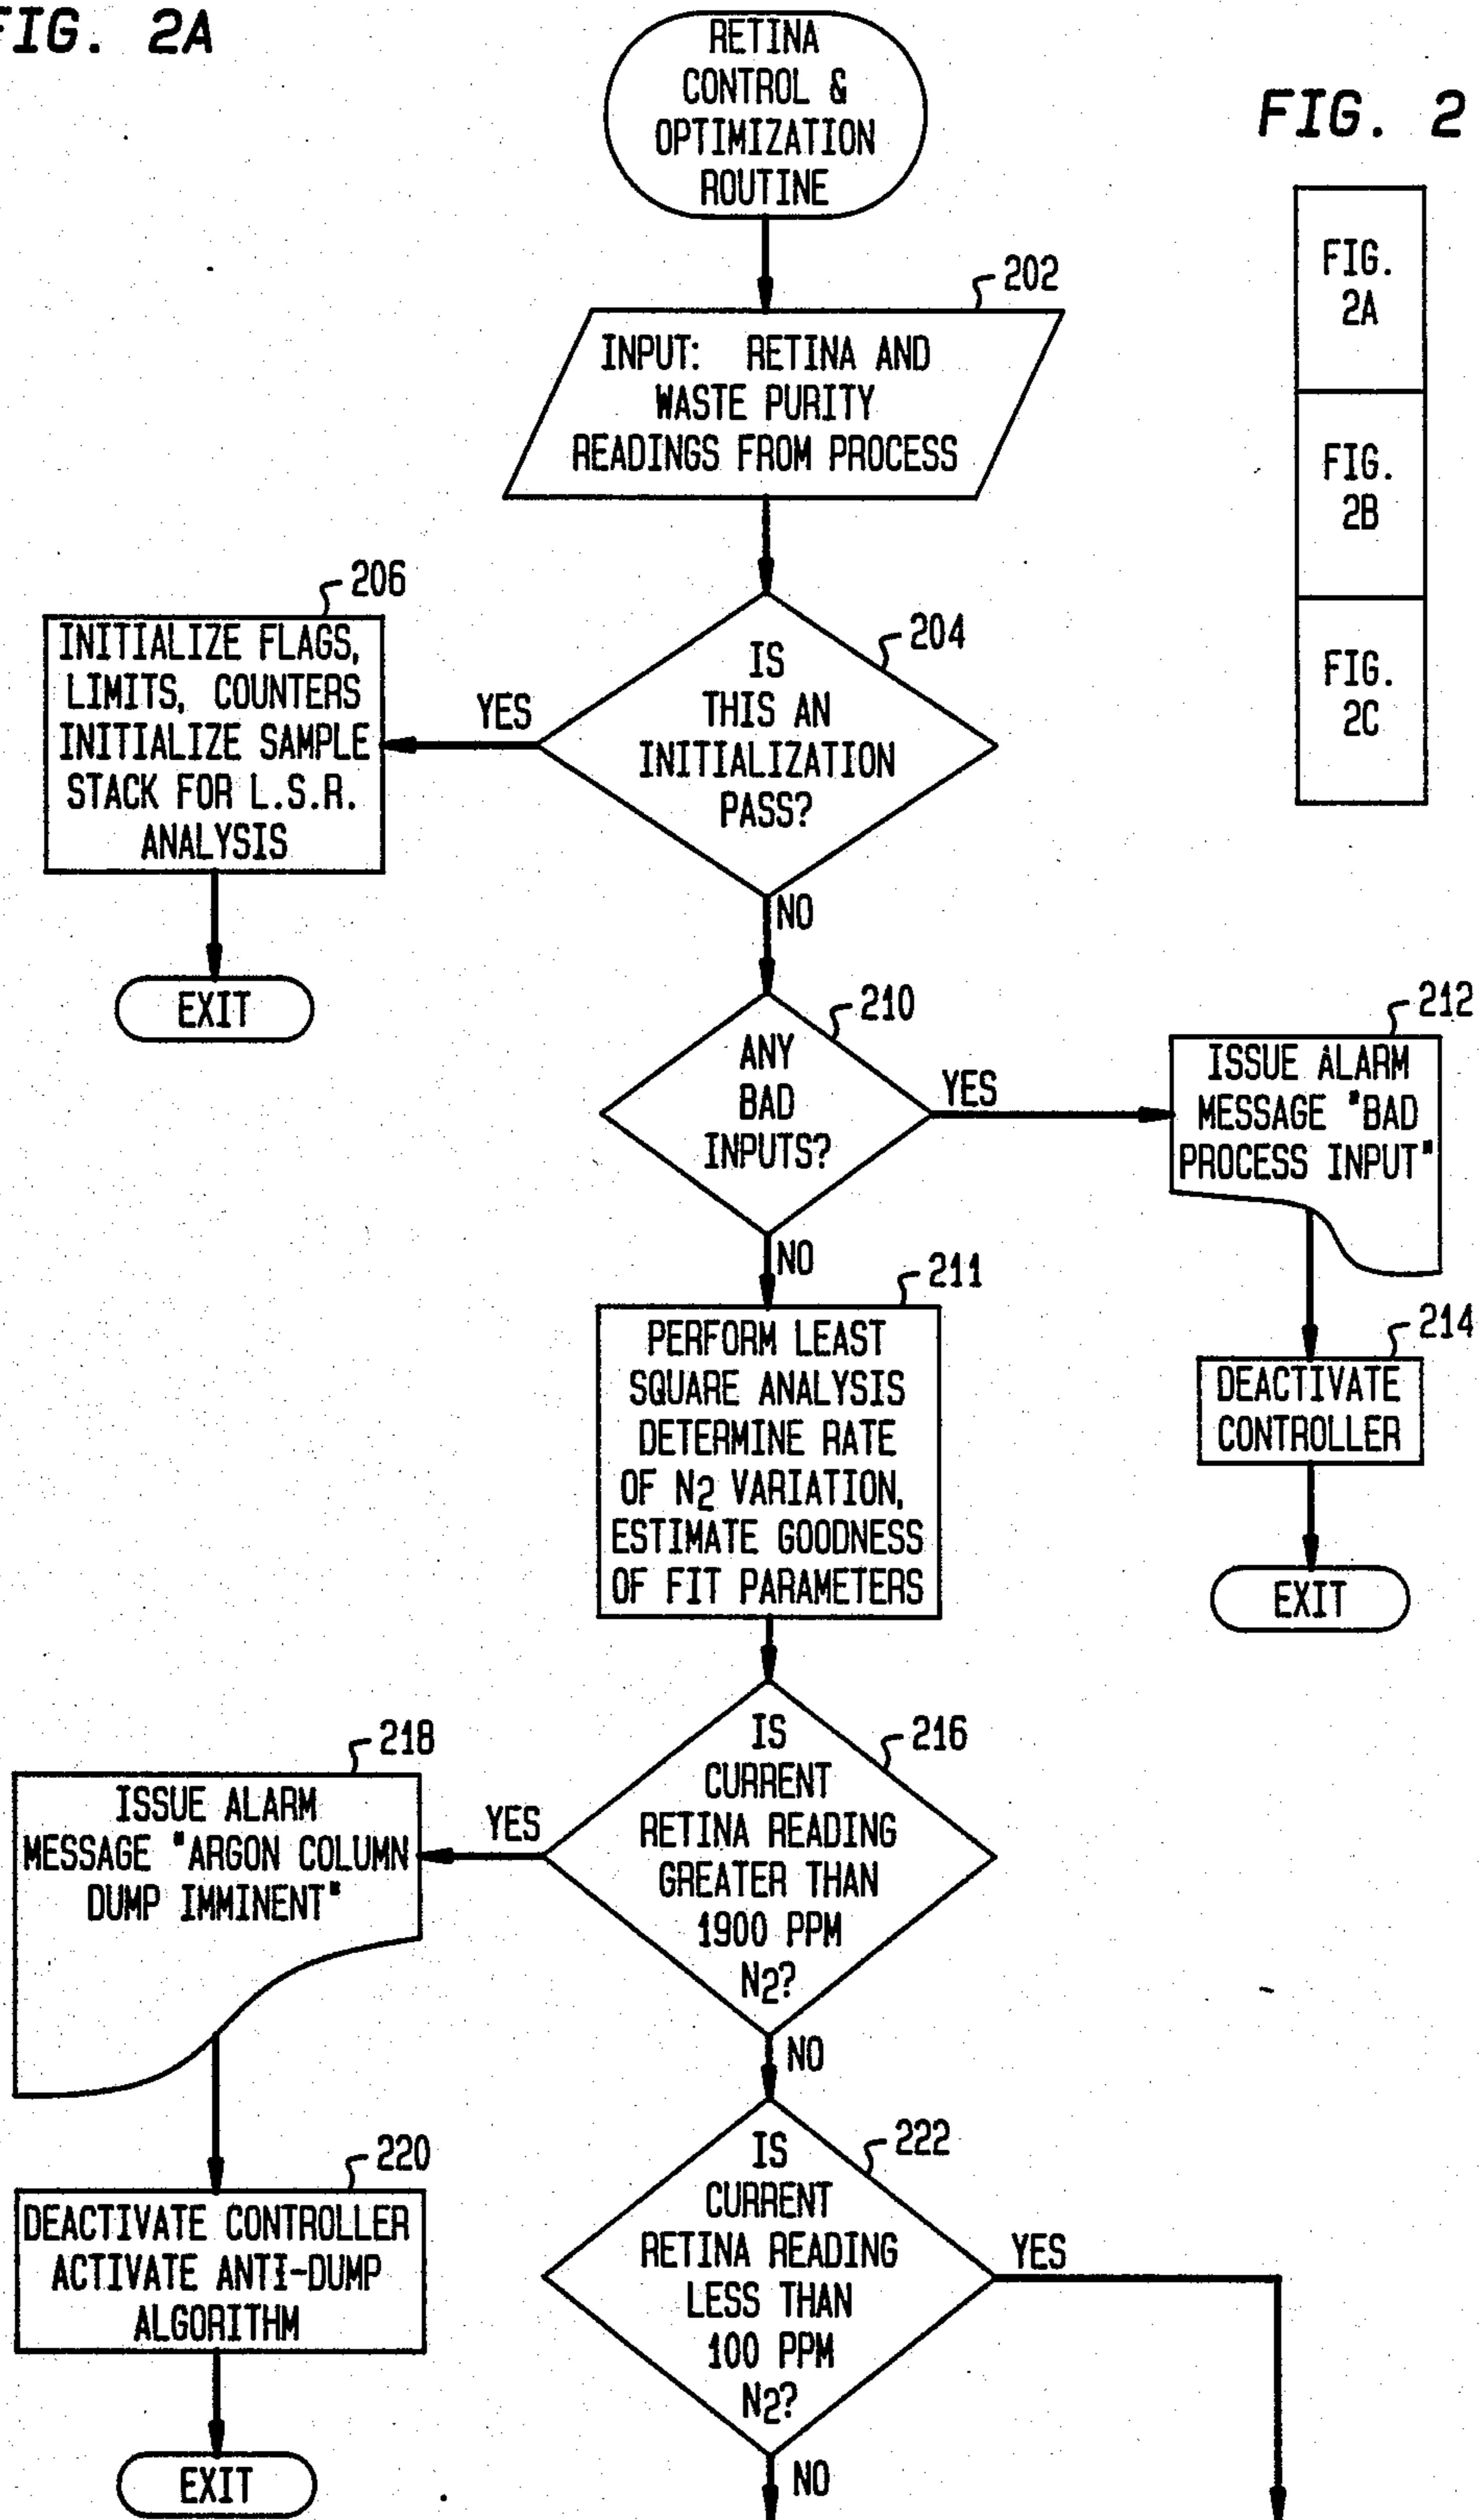 FIG. 2A
RETINA
CONTROL &
OPTIMIZATION
ROUTINE
FIG. 2
FIG.
2A
FIG.
2B
FIG.
2C
202
INPUT: RETINA AND
WASTE PURITY
READINGS FROM PROCESS
206
INITIALIZE FLAGS,
LIMITS, COUNTERS
INITIALIZE SAMPLE
STACK FOR L.S.R.
ANALYSIS
YES
204
IS
THIS AN
INITIALIZATION
PASS?
NO
EXIT
210
ANY
BAD
INPUTS?
YES
212
ISSUE ALARM
MESSAGE "BAD
PROCESS INPUT"
NO
211
PERFORM LEAST
SQUARE ANALYSIS
DETERMINE RATE
OF N2 VARIATION,
ESTIMATE GOODNESS
OF FIT PARAMETERS
214
DEACTIVATE
CONTROLLER
EXIT
218
ISSUE ALARM
MESSAGE "ARGON COLUMN
DUMP IMMINENT"
YES
216
IS
CURRENT
RETINA READING
GREATER THAN
1900 PPM
N2?
NO
220
DEACTIVATE CONTROLLER
ACTIVATE ANTI-DUMP
ALGORITHM
EXIT
222
IS
CURRENT
RETINA READING
LESS THAN
100 PPM
N2?
YES
NO